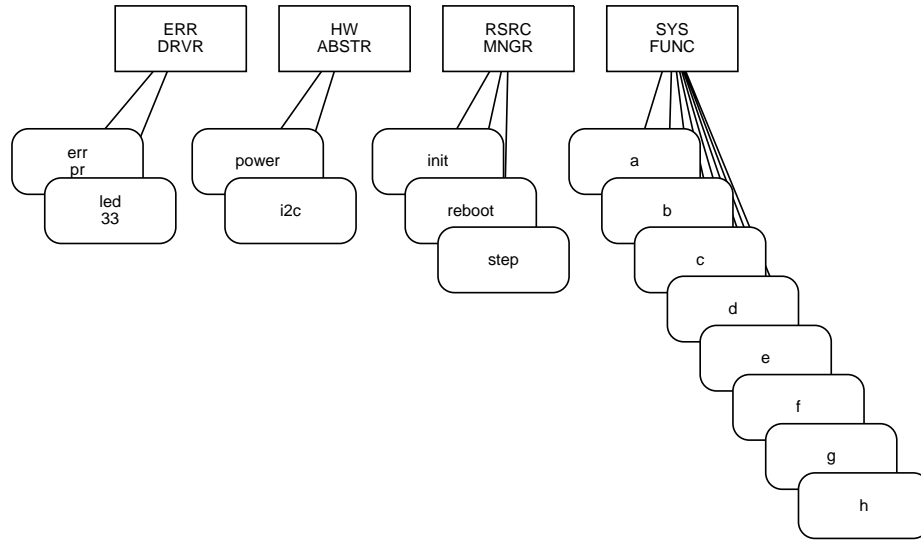 ERR
DRVR
HW
ABSTR
RSRC
MNGR
SYS
FUNC
err
pr
led
33
power
i2c
init
reboot
step
a
b
c
d
e
f
g
h